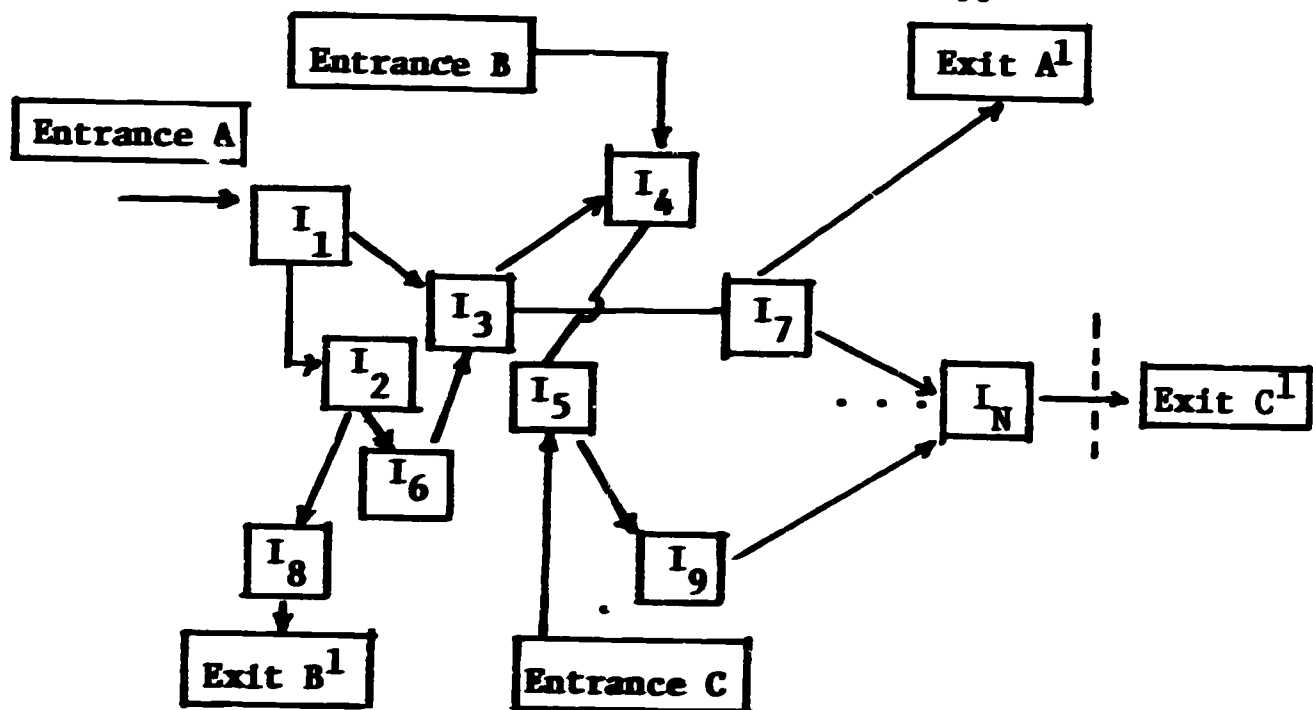 Entrance B
Exit A¹
Entrance A
I₄
I₁
I₃
I₇
I₂
I₅
. . .
I_N
Exit C¹
I₆
I₈
I₉
Exit B¹
Entrance C